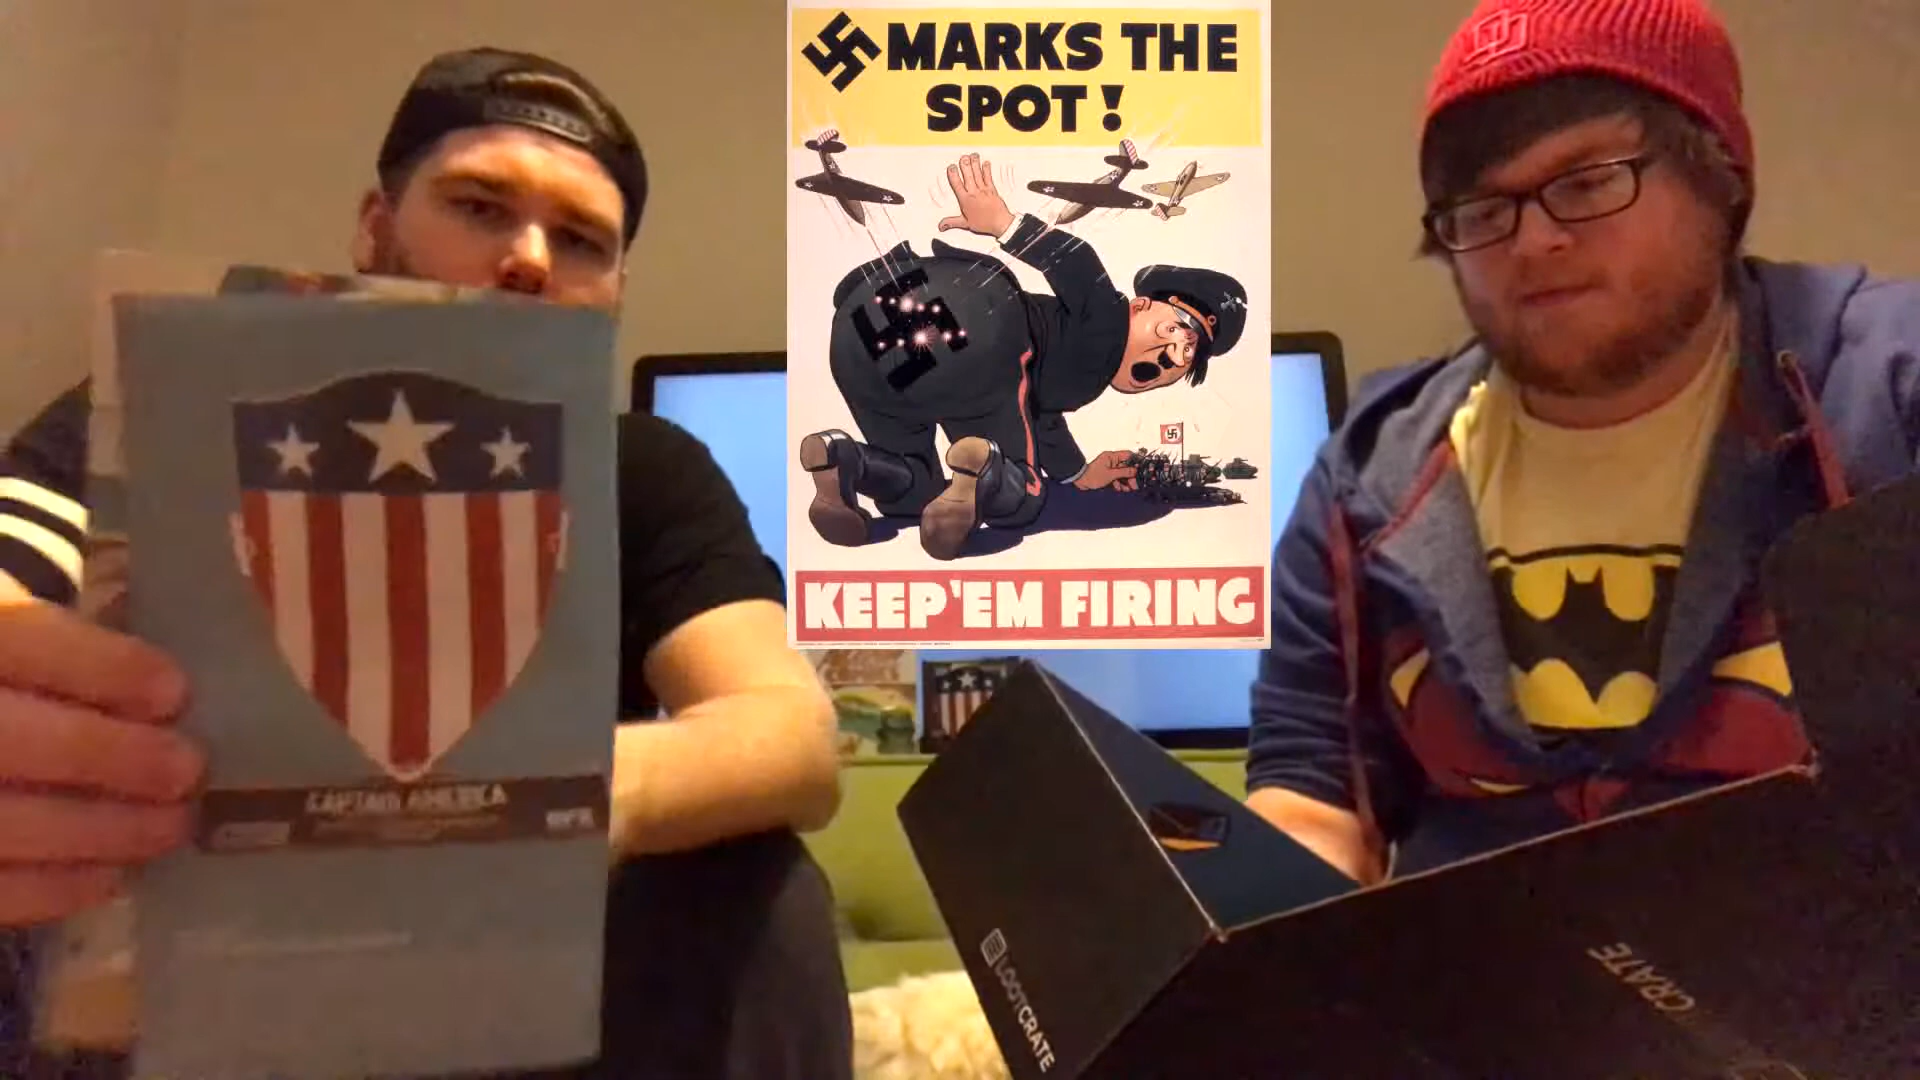 MARKS THE
SPOT!
KEEP 'EM FIRING
CAPTAIN AMERICA
LOOTCRATE
CRATE